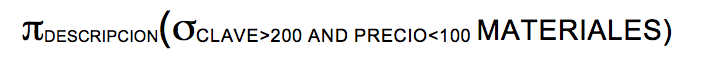 πDESCRIPCION(σCLAVE>200 AND PRECIO<100 MATERIALES)